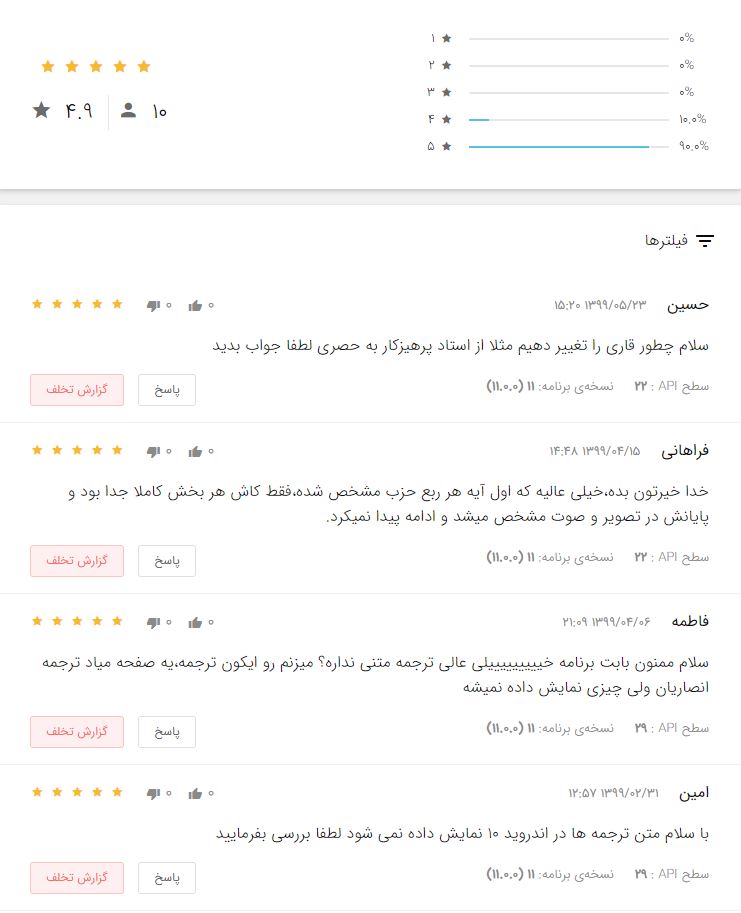 ۱ ۰%
۲ ۰%
۳ ۰%
۴ ۱۰.۰%
۵ ۹۰.۰%
۴.۹ ۱۰
فیلترها
حسین ۱۳۹۹/۰۵/۲۳ ۱۵:۲۰ ۰ ۰
سلام چطور قاری را تغییر دهیم مثلا از استاد پرهیزکار به حصری لطفا جواب بدید
سطح API : ۲۲ نسخه‌ی برنامه: ۱۱ (۱۱.۰.۰) پاسخ گزارش تخلف
فراهانی ۱۳۹۹/۰۴/۱۵ ۱۴:۴۸ ۰ ۰
خدا خیرتون بده،خیلی عالیه که اول آیه هر ربع حزب مشخص شده،فقط کاش هر بخش کاملا جدا بود و
پایانش در تصویر و صوت مشخص میشد و ادامه پیدا نمیکرد.
سطح API : ۲۲ نسخه‌ی برنامه: ۱۱ (۱۱.۰.۰) پاسخ گزارش تخلف
فاطمه ۱۳۹۹/۰۴/۰۶ ۲۱:۰۹ ۰ ۰
سلام ممنون بابت برنامه خیییییییییلی عالی ترجمه متنی نداره؟ میزنم رو ایکون ترجمه،یه صفحه میاد ترجمه
انصاریان ولی چیزی نمایش داده نمیشه
سطح API : ۲۹ نسخه‌ی برنامه: ۱۱ (۱۱.۰.۰) پاسخ گزارش تخلف
امین ۱۳۹۹/۰۲/۳۱ ۱۲:۵۷ ۰ ۰
با سلام متن ترجمه ها در اندروید ۱۰ نمایش داده نمی شود لطفا بررسی بفرمایید
سطح API : ۲۹ نسخه‌ی برنامه: ۱۱ (۱۱.۰.۰) پاسخ گزارش تخلف